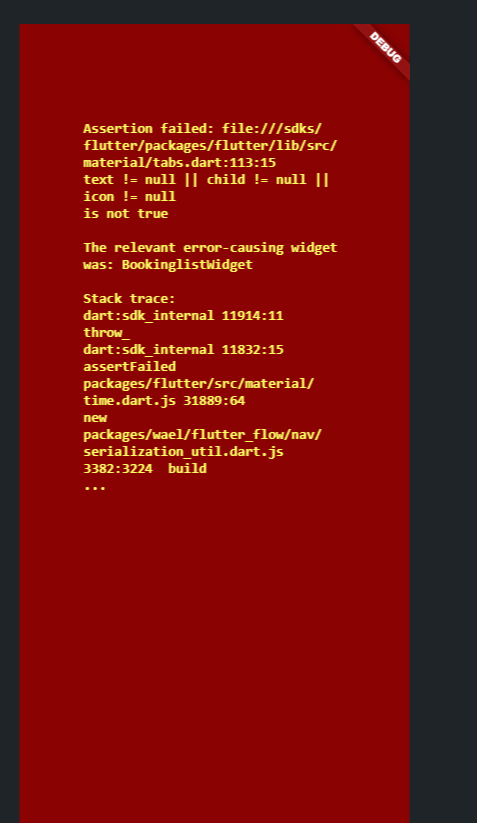 DEBUG
Assertion failed: file:///sdks/
flutter/packages/flutter/lib/src/
material/tabs.dart:113:15
text != null || child != null ||
icon != null
is not true

The relevant error-causing widget
was: BookinglistWidget

Stack trace:
dart:sdk_internal 11914:11
throw_
dart:sdk_internal 11832:15
assertFailed
packages/flutter/src/material/
time.dart.js 31889:64
new
packages/wael/flutter_flow/nav/
serialization_util.dart.js
3382:3224  build
...